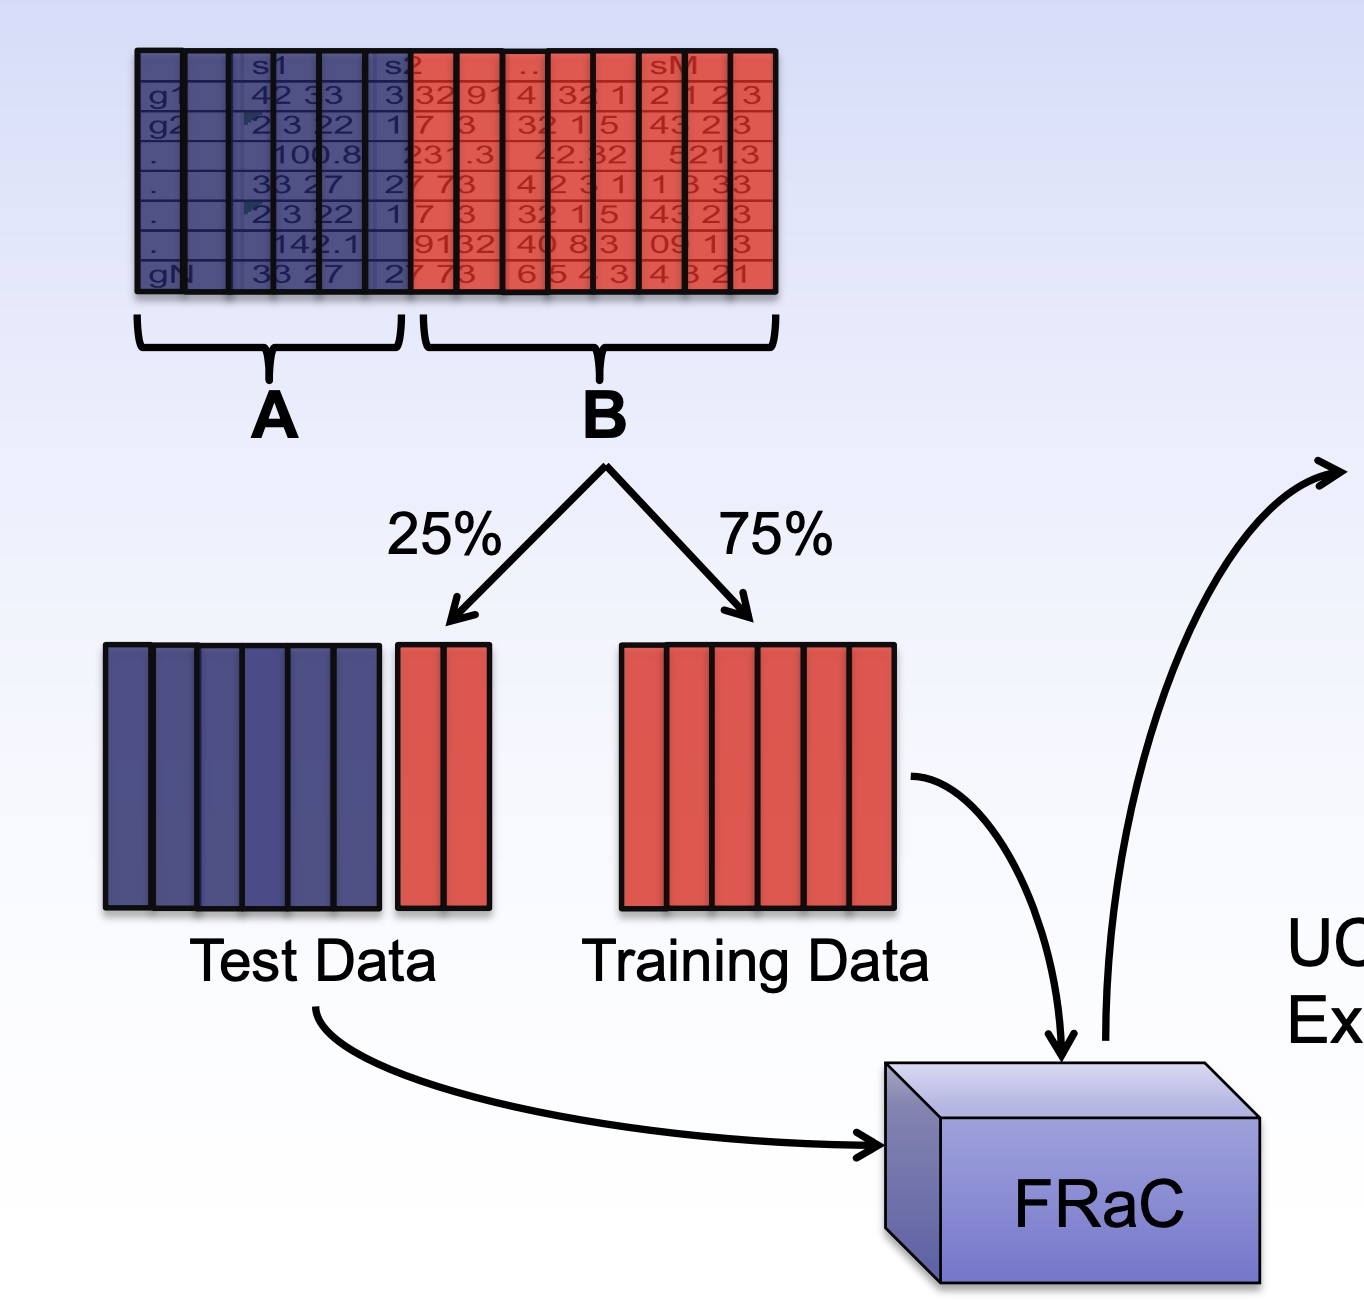 s1 s2 .. sM
g1 42 33 3 32 91 4 32 1 2 1 2 3
g2 2 3 22 1 7 3 32 1 5 43 2 3
. 100.8 231.3 42.32 521.3
. 33 27 27 73 4 2 3 1 1 3 33
. 2 3 22 1 7 3 32 1 5 43 2 3
. 142.1 9132 40 8 3 09 1 3
gN 33 27 27 73 6 5 4 3 4 3 21
A B
25% 75%
Test Data Training Data
UC
Ex
FRaC